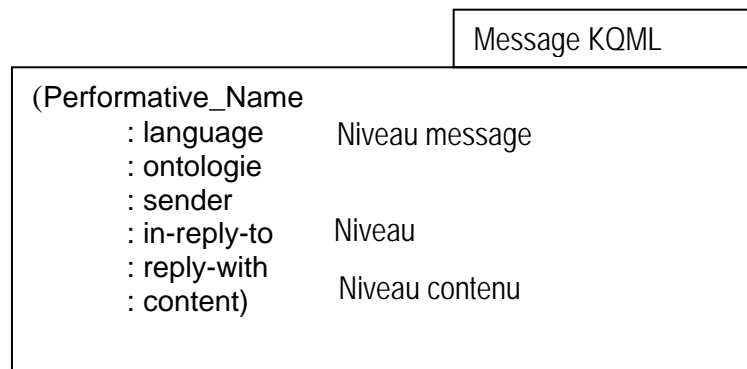 Message KQML
(Performative_Name
: language Niveau message
: ontologie
: sender
: in-reply-to Niveau
: reply-with
: content) Niveau contenu